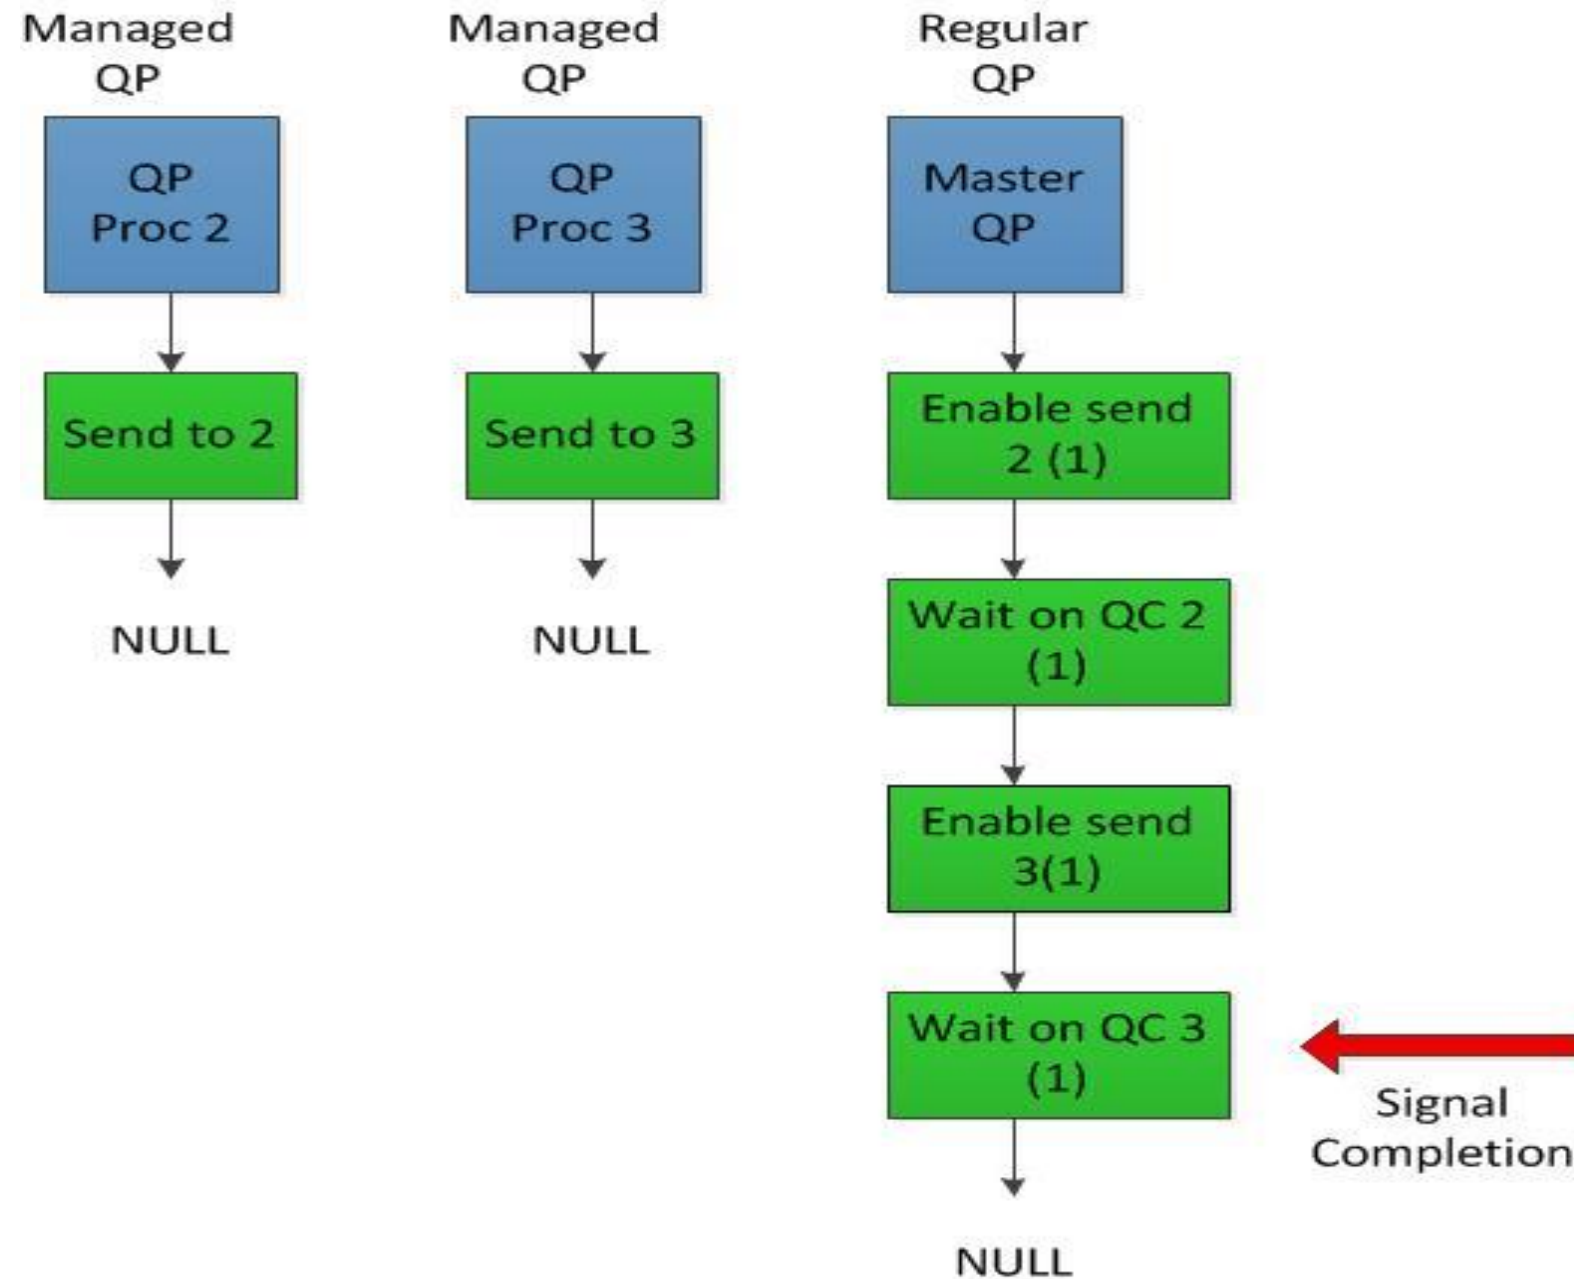 Managed
QP
Managed
QP
Regular
QP
QP
Proc 2
QP
Proc 3
Master
QP
Send to 2
Send to 3
Enable send
2 (1)
NULL
NULL
Wait on QC 2
(1)
Enable send
3(1)
Wait on QC 3
(1)
Signal
Completion
NULL